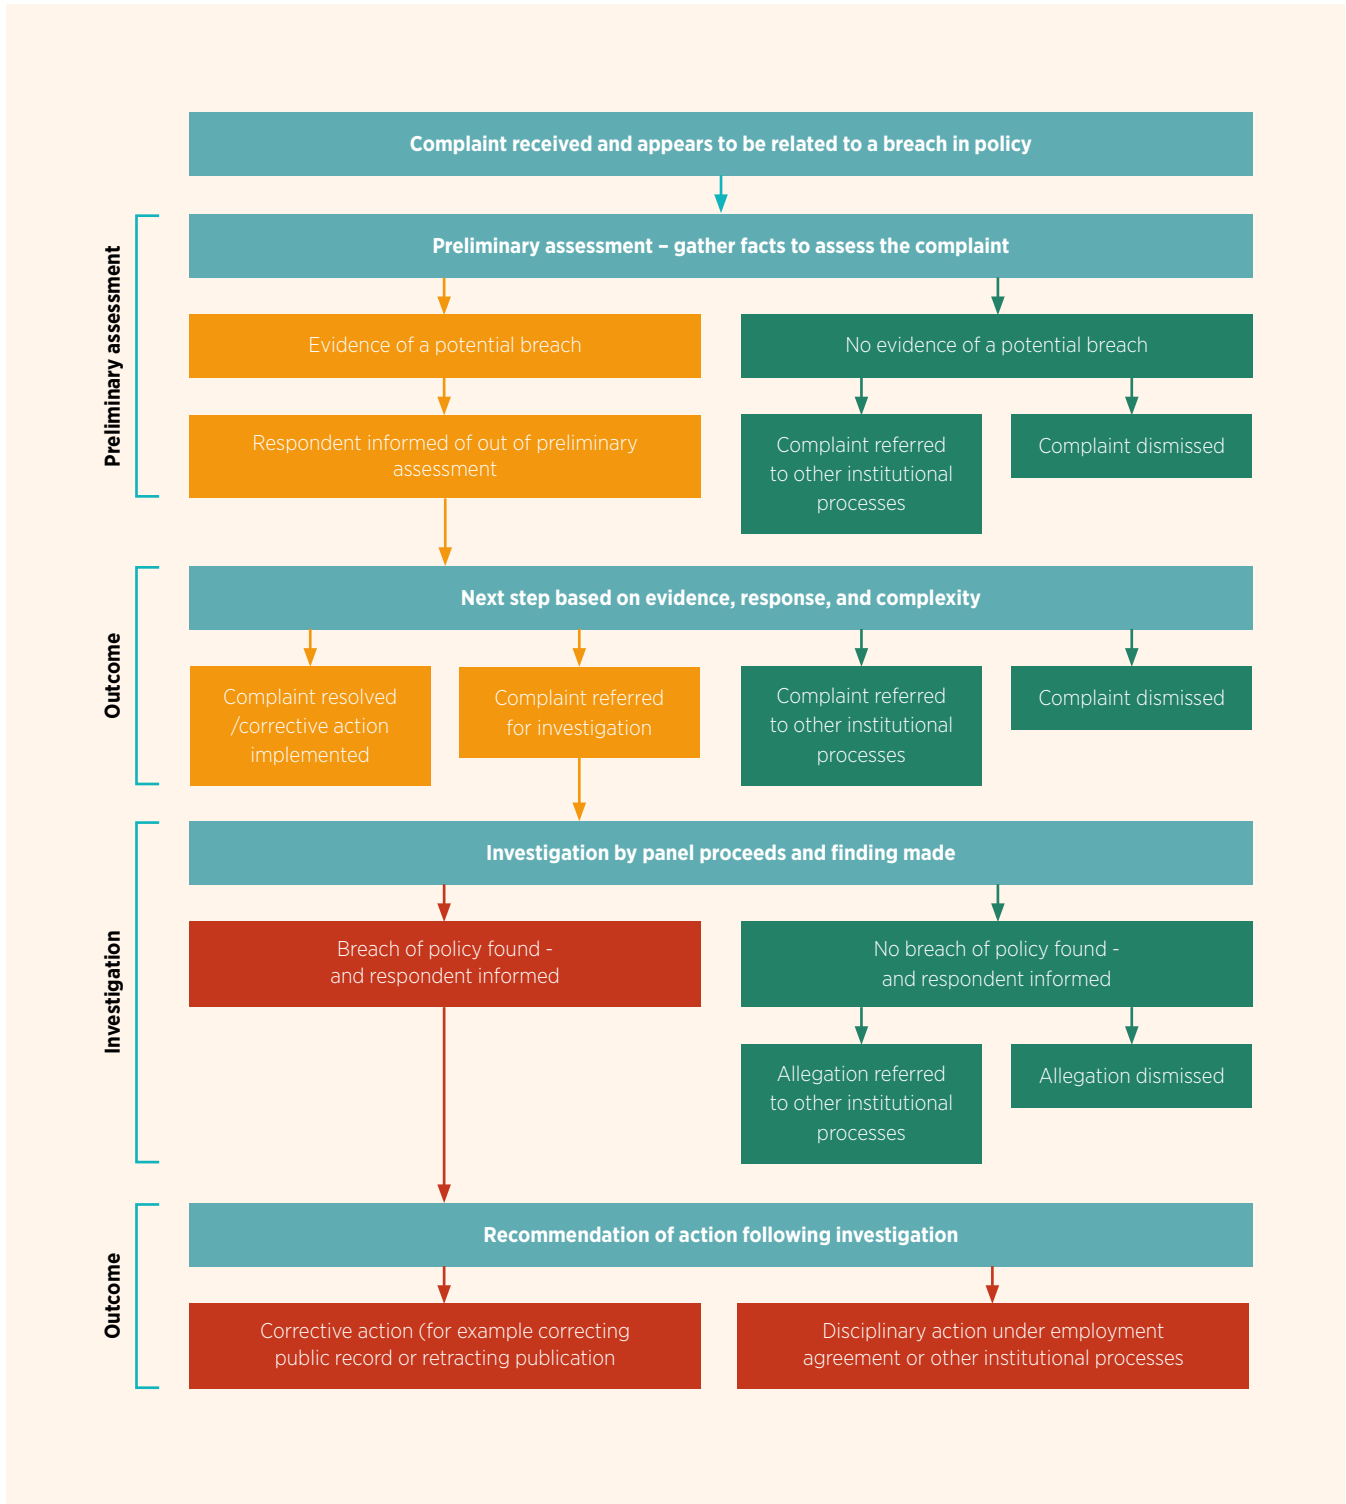 Complaint received and appears to be related to a breach in policy
Preliminary assessment
Preliminary assessment – gather facts to assess the complaint
Evidence of a potential breach
No evidence of a potential breach
Respondent informed of out of preliminary
assessment
Complaint referred
to other institutional
processes
Complaint dismissed
Outcome
Next step based on evidence, response, and complexity
Complaint resolved
/corrective action
implemented
Complaint referred
for investigation
Complaint referred
to other institutional
processes
Complaint dismissed
Investigation
Investigation by panel proceeds and finding made
Breach of policy found -
and respondent informed
No breach of policy found -
and respondent informed
Allegation referred
to other institutional
processes
Allegation dismissed
Outcome
Recommendation of action following investigation
Corrective action (for example correcting
public record or retracting publication
Disciplinary action under employment
agreement or other institutional processes